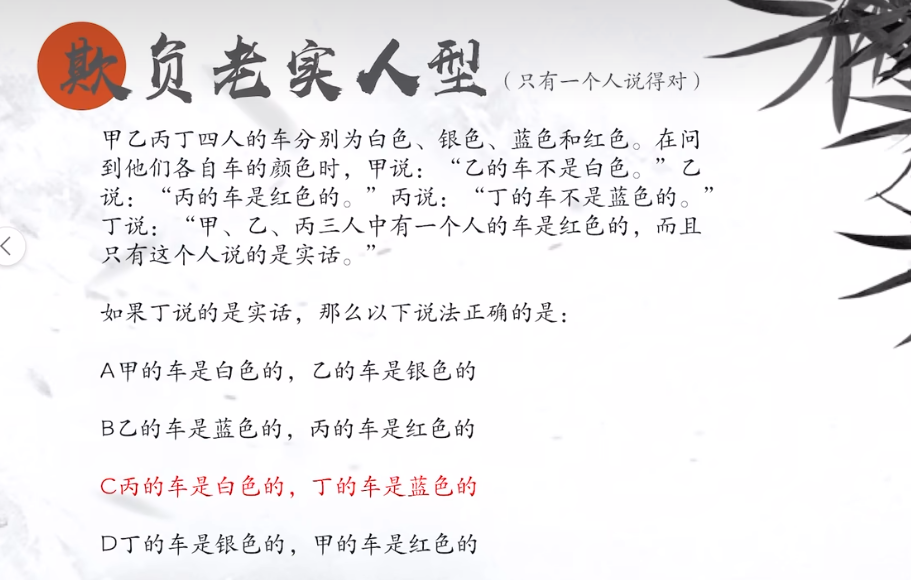 欺负老实人型（只有一个人说得对）
甲乙丙丁四人的车分别为白色、银色、蓝色和红色。在问
到他们各自车的颜色时，甲说：“乙的车不是白色。”乙
说：“丙的车是红色的。”丙说：“丁的车不是蓝色的。”
丁说：“甲、乙、丙三人中有一个人的车是红色的，而且
只有这个人说的是实话。”
如果丁说的是实话，那么以下说法正确的是：
A甲的车是白色的，乙的车是银色的
B乙的车是蓝色的，丙的车是红色的
C丙的车是白色的，丁的车是蓝色的
D丁的车是银色的，甲的车是红色的